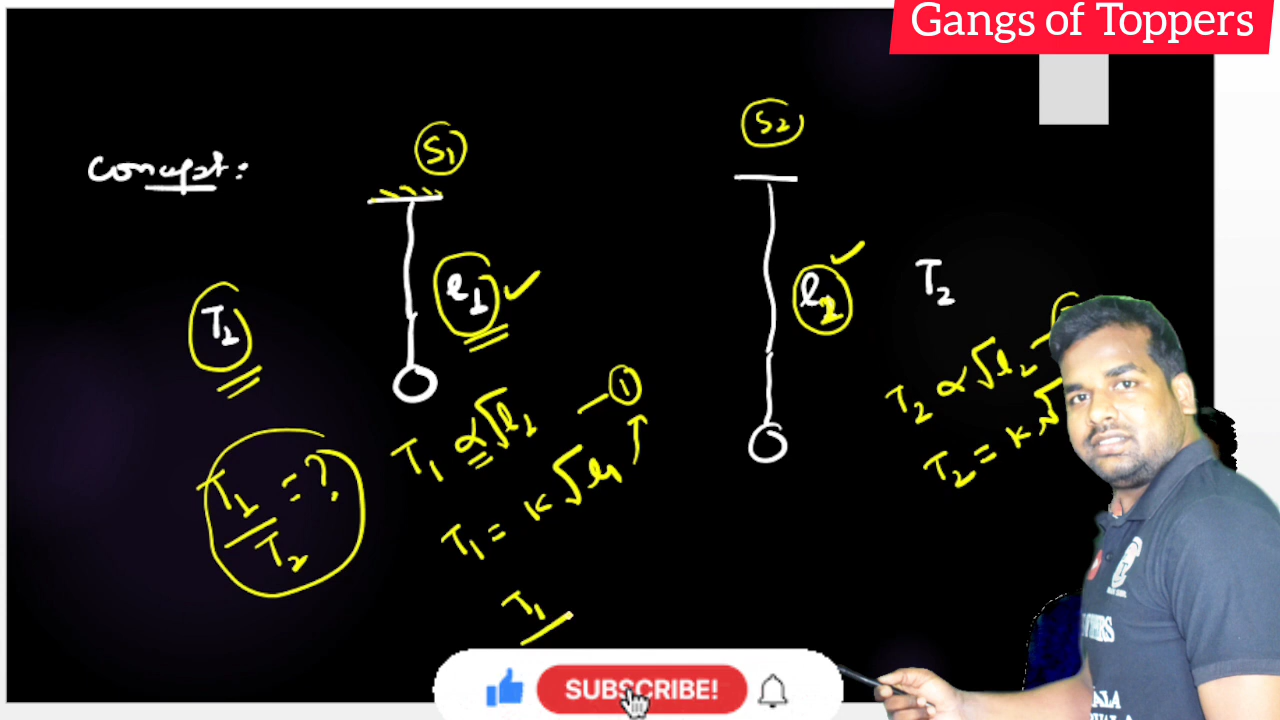 Gangs of Toppers
Concept:
S1
S2
l1
l2
T1
T2
T1 ∝ √l1 — ①
T2 ∝ √l2 —
T1 = K √l1
T2 = K √
T1/T2 = ?
T1
SUBSCRIBE!